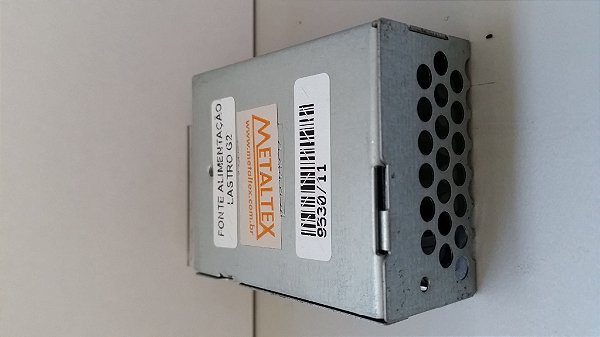 FONTE ALIMENTAÇÃO
LASTRO G2
METALTEX
www.metaltex.com.br
9530/11